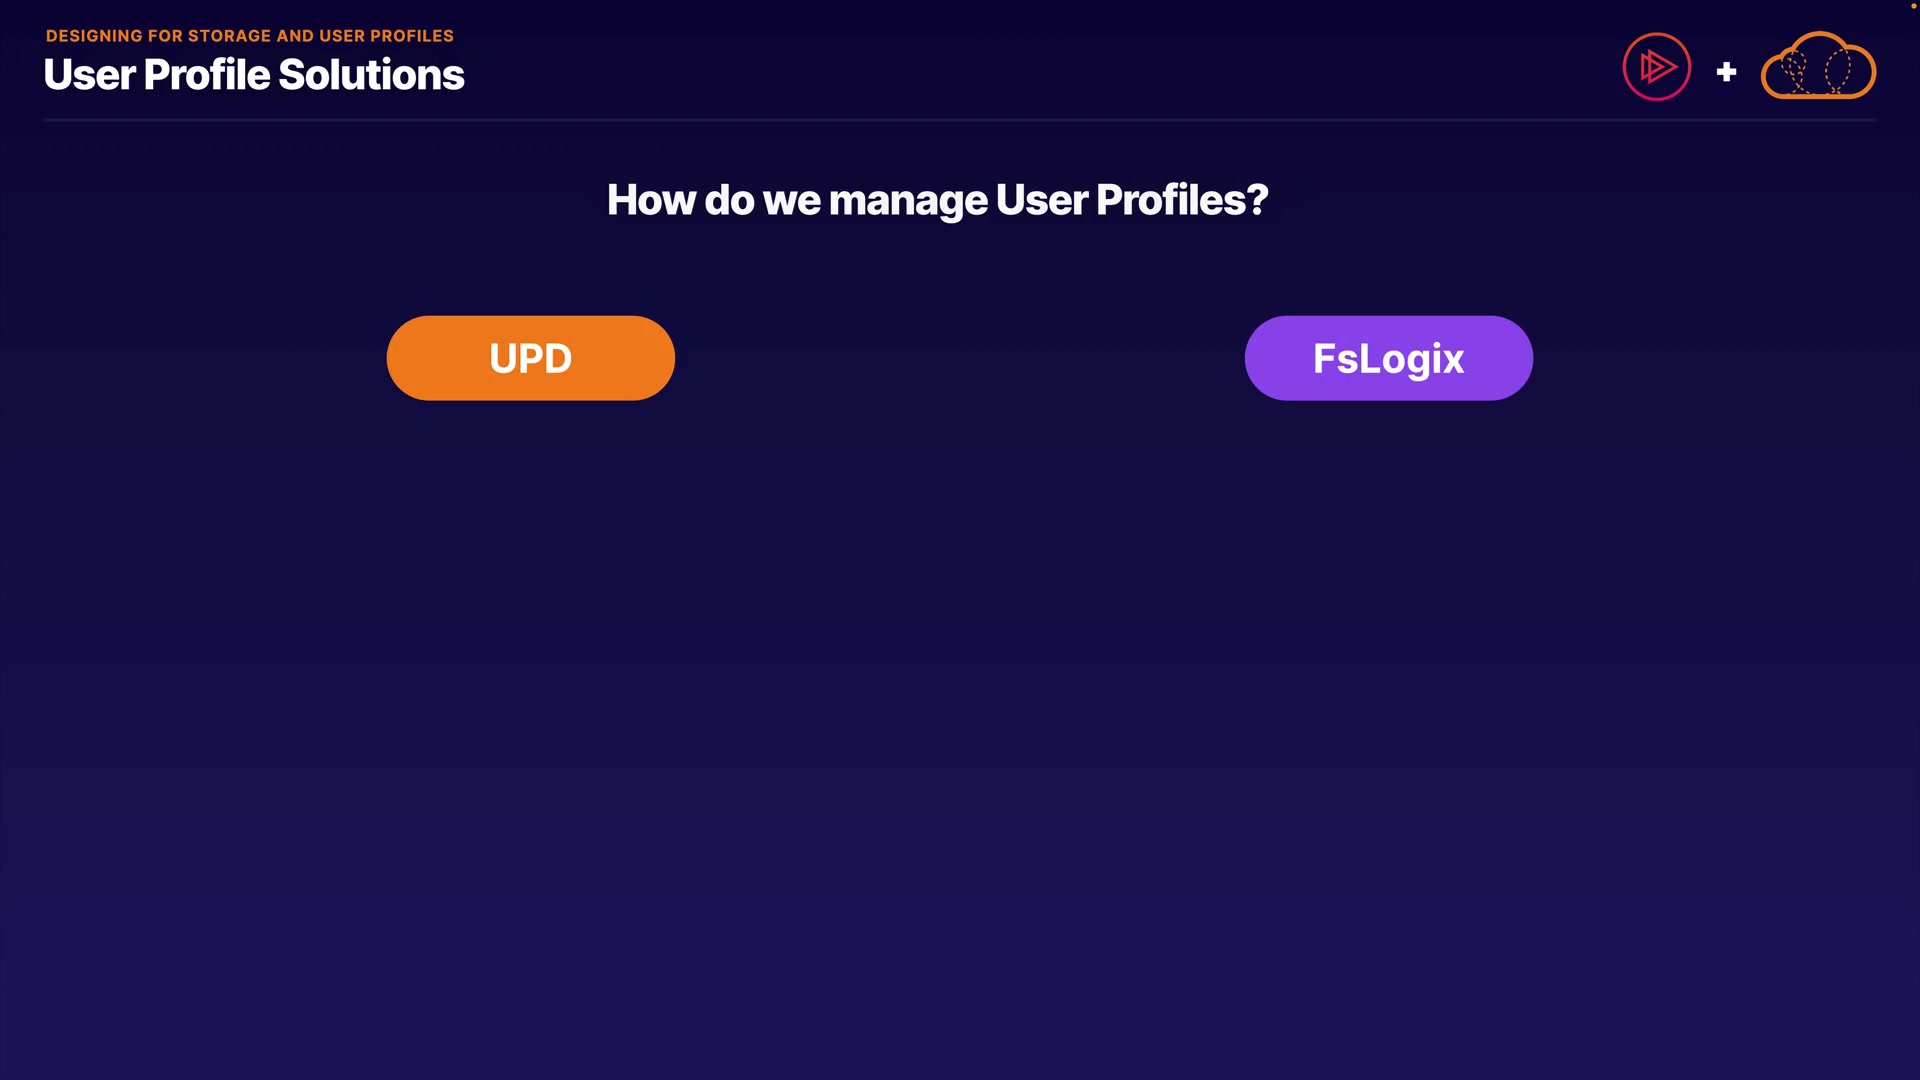 DESIGNING FOR STORAGE AND USER PROFILES
User Profile Solutions
How do we manage User Profiles?
UPD
FsLogix